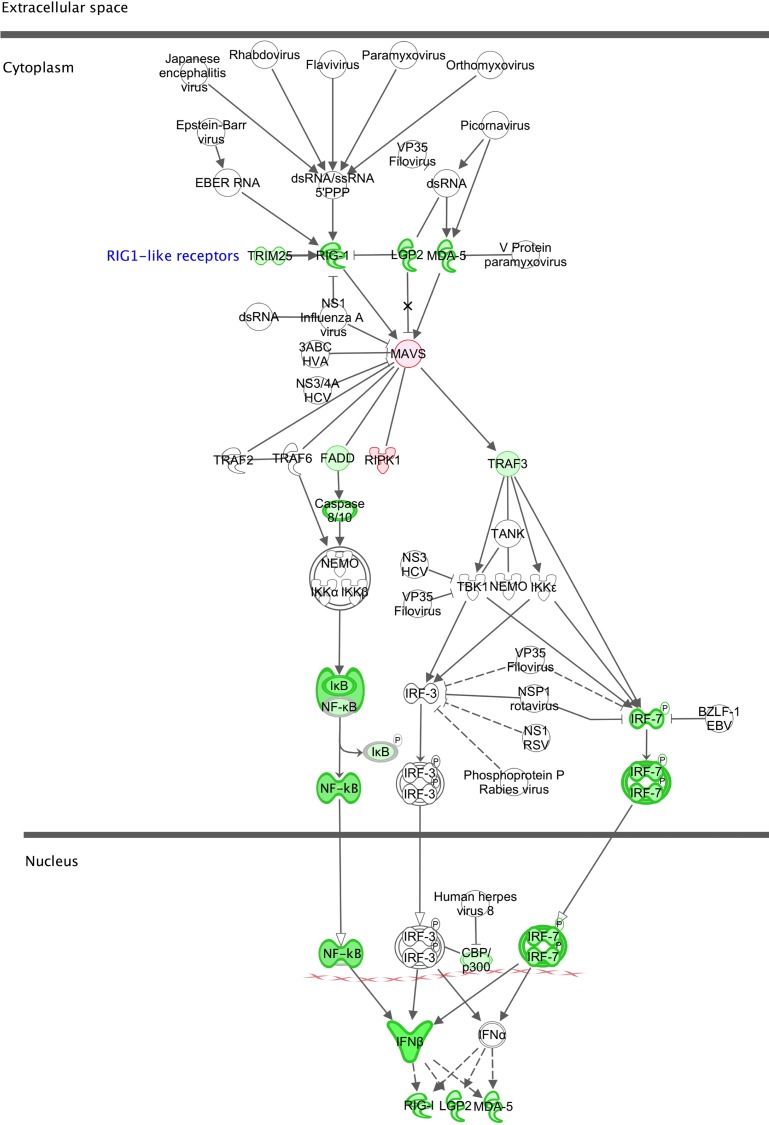 Extracellular space
Cytoplasm
Japanese
encephalitis
virus
Rhabdovirus
Flavivirus
Paramyxovirus
Orthomyxovirus
Epstein-Barr
virus
VP35
Filovirus
Picornavirus
EBER RNA
dsRNA/ssRNA
5'PPP
dsRNA
RIG1-like receptors
TRIM25
RIG-1
LGP2
MDA-5
V Protein
paramyxovirus
dsRNA
NS1
Influenza A
virus
3ABC
HVA
MAVS
NS3/4A
HCV
TRAF2
TRAF6
FADD
RIPK1
TRAF3
Caspase
8/10
TANK
NEMO
IKKα
IKKβ
NS3
HCV
VP35
Filovirus
TBK1
NEMO
IKKε
IκB
NF-κB
IRF-3
VP35
Filovirus
NSP1
rotavirus
P
IRF-7
BZLF-1
EBV
NS1
RSV
P
IκB
P
IRF-3
P
IRF-3
Phosphoprotein P
Rabies virus
P
IRF-7
P
IRF-7
NF-kB
Nucleus
Human herpes
virus 8
P
IRF-3
P
IRF-3
CBP/
p300
P
IRF-7
P
IRF-7
NF-kB
IFNβ
IFNα
RIG-I
LGP2
MDA-5